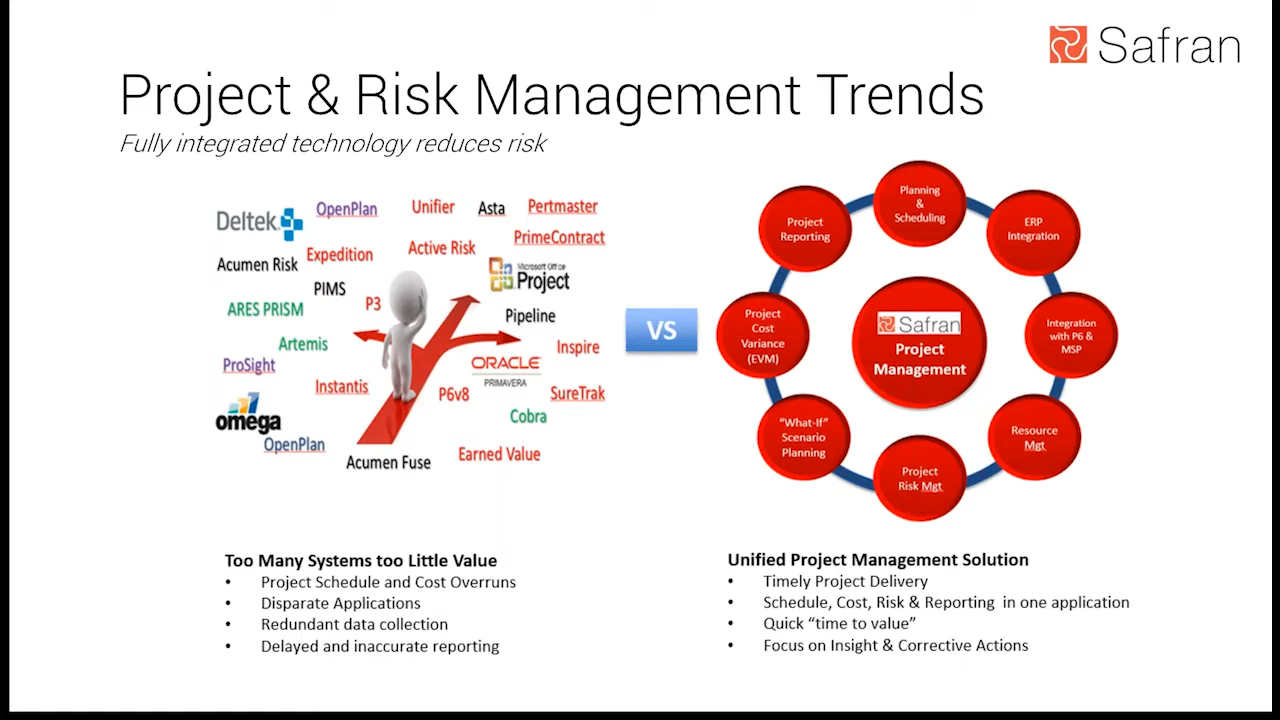 Safran
Project & Risk Management Trends
Fully integrated technology reduces risk
Deltek
OpenPlan
Unifier
Asta
Pertmaster
PrimeContract
Acumen Risk
Expedition
Active Risk
Microsoft Office
Project
PIMS
P3
ARES PRISM
Pipeline
Artemis
Inspire
ProSight
ORACLE
PRIMAVERA
Instantis
P6v8
SureTrak
omega
Cobra
OpenPlan
Acumen Fuse
Earned Value
VS
Planning
&
Scheduling
ERP
Integration
Integration
with P6 &
MSP
Resource
Mgt
Project
Risk Mgt
"What-If"
Scenario
Planning
Project
Cost
Variance
(EVM)
Project
Reporting
Safran
Project
Management
Too Many Systems too Little Value
• Project Schedule and Cost Overruns
• Disparate Applications
• Redundant data collection
• Delayed and inaccurate reporting
Unified Project Management Solution
• Timely Project Delivery
• Schedule, Cost, Risk & Reporting in one application
• Quick "time to value"
• Focus on Insight & Corrective Actions